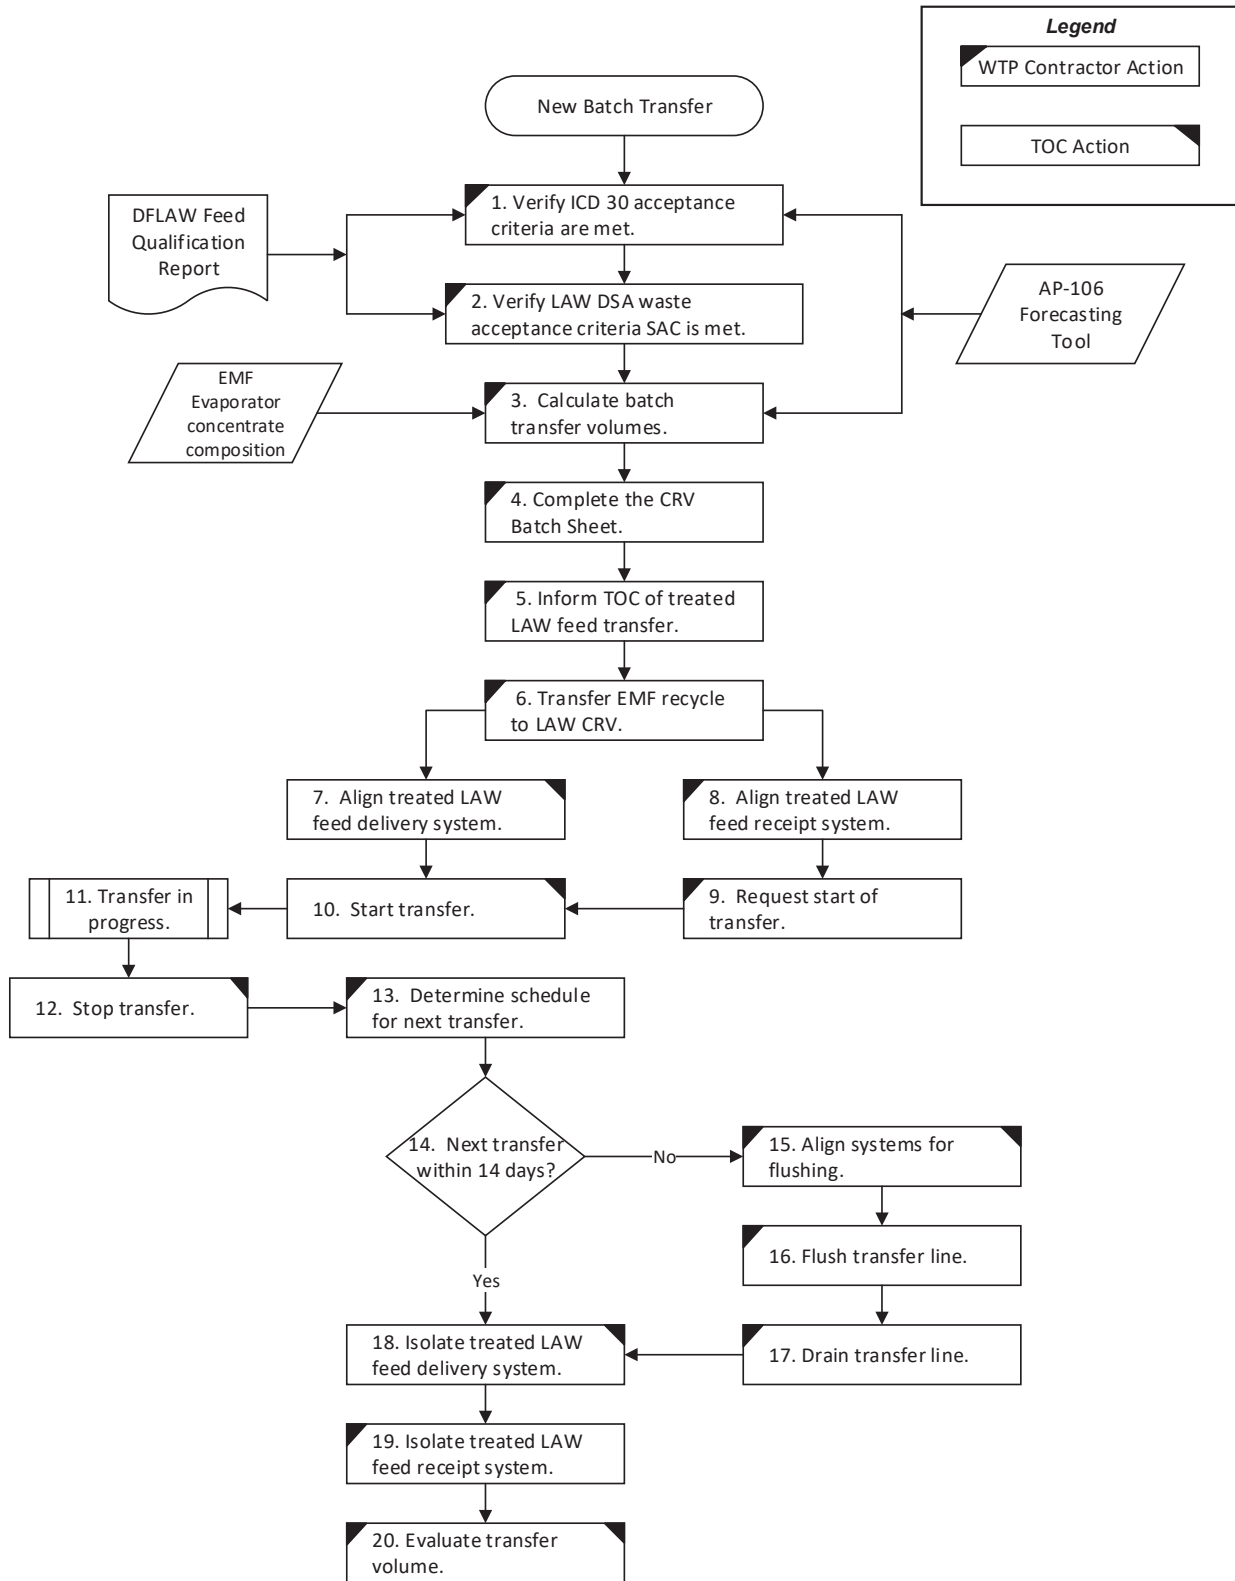 Legend
WTP Contractor Action
TOC Action
New Batch Transfer
DFLAW Feed
Qualification
Report
1. Verify ICD 30 acceptance
criteria are met.
2. Verify LAW DSA waste
acceptance criteria SAC is met.
AP-106
Forecasting
Tool
EMF
Evaporator
concentrate
composition
3. Calculate batch
transfer volumes.
4. Complete the CRV
Batch Sheet.
5. Inform TOC of treated
LAW feed transfer.
6. Transfer EMF recycle
to LAW CRV.
7. Align treated LAW
feed delivery system.
8. Align treated LAW
feed receipt system.
9. Request start of
transfer.
10. Start transfer.
11. Transfer in
progress.
12. Stop transfer.
13. Determine schedule
for next transfer.
14. Next transfer
within 14 days?
No
15. Align systems for
flushing.
16. Flush transfer line.
17. Drain transfer line.
Yes
18. Isolate treated LAW
feed delivery system.
19. Isolate treated LAW
feed receipt system.
20. Evaluate transfer
volume.